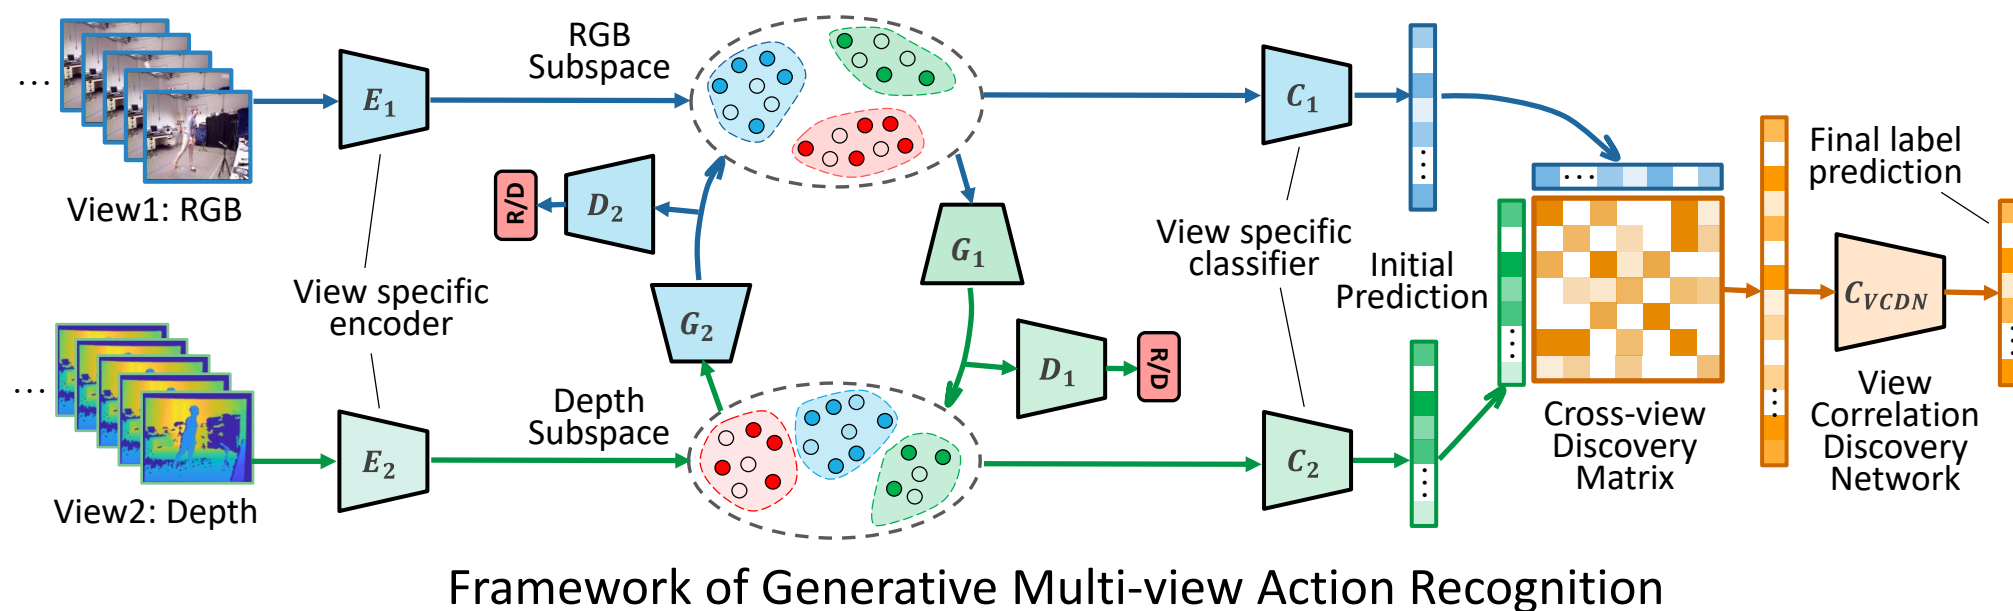 RGB
Subspace
...
E1
C1
View1: RGB
R/D
D2
G1
View specific
classifier
Initial
Prediction
Final label
prediction
View specific
encoder
G2
D1
R/D
CVCDN
...
Depth
Subspace
E2
C2
View2: Depth
Cross-view
Discovery
Matrix
View
Correlation
Discovery
Network
Framework of Generative Multi-view Action Recognition